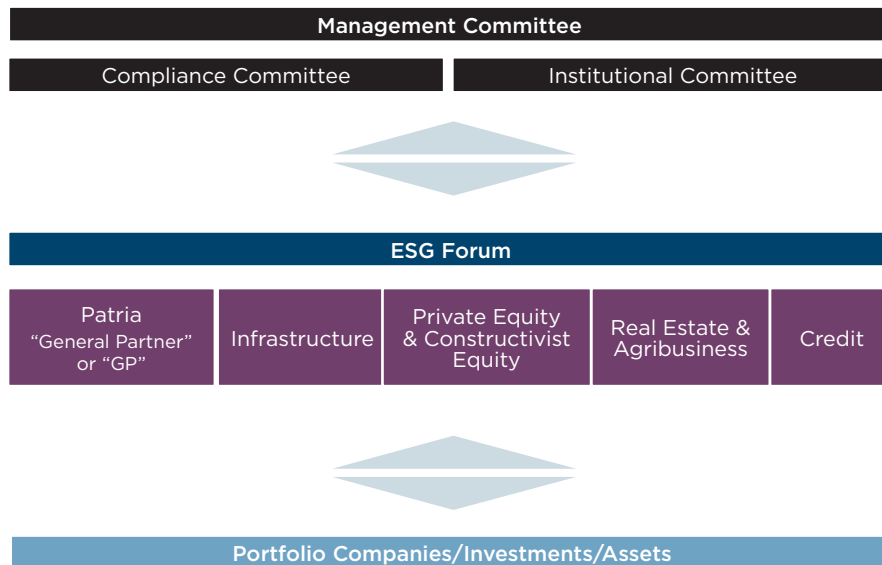 Management Committee
Compliance Committee
Institutional Committee
ESG Forum
Patria
“General Partner”
or “GP”
Infrastructure
Private Equity
& Constructivist
Equity
Real Estate &
Agribusiness
Credit
Portfolio Companies/Investments/Assets